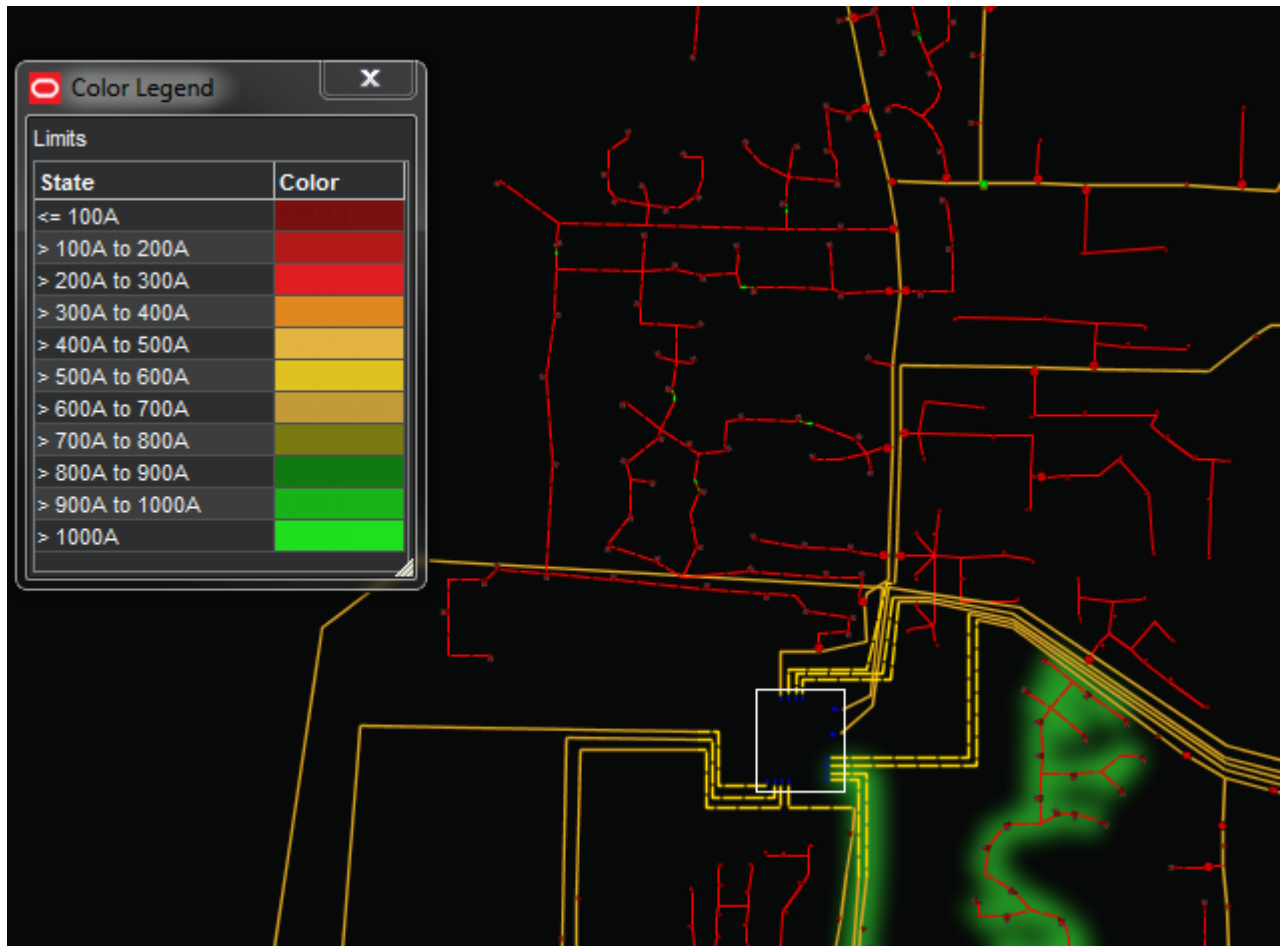 Color Legend
X
Limits
State Color
<= 100A
> 100A to 200A
> 200A to 300A
> 300A to 400A
> 400A to 500A
> 500A to 600A
> 600A to 700A
> 700A to 800A
> 800A to 900A
> 900A to 1000A
> 1000A